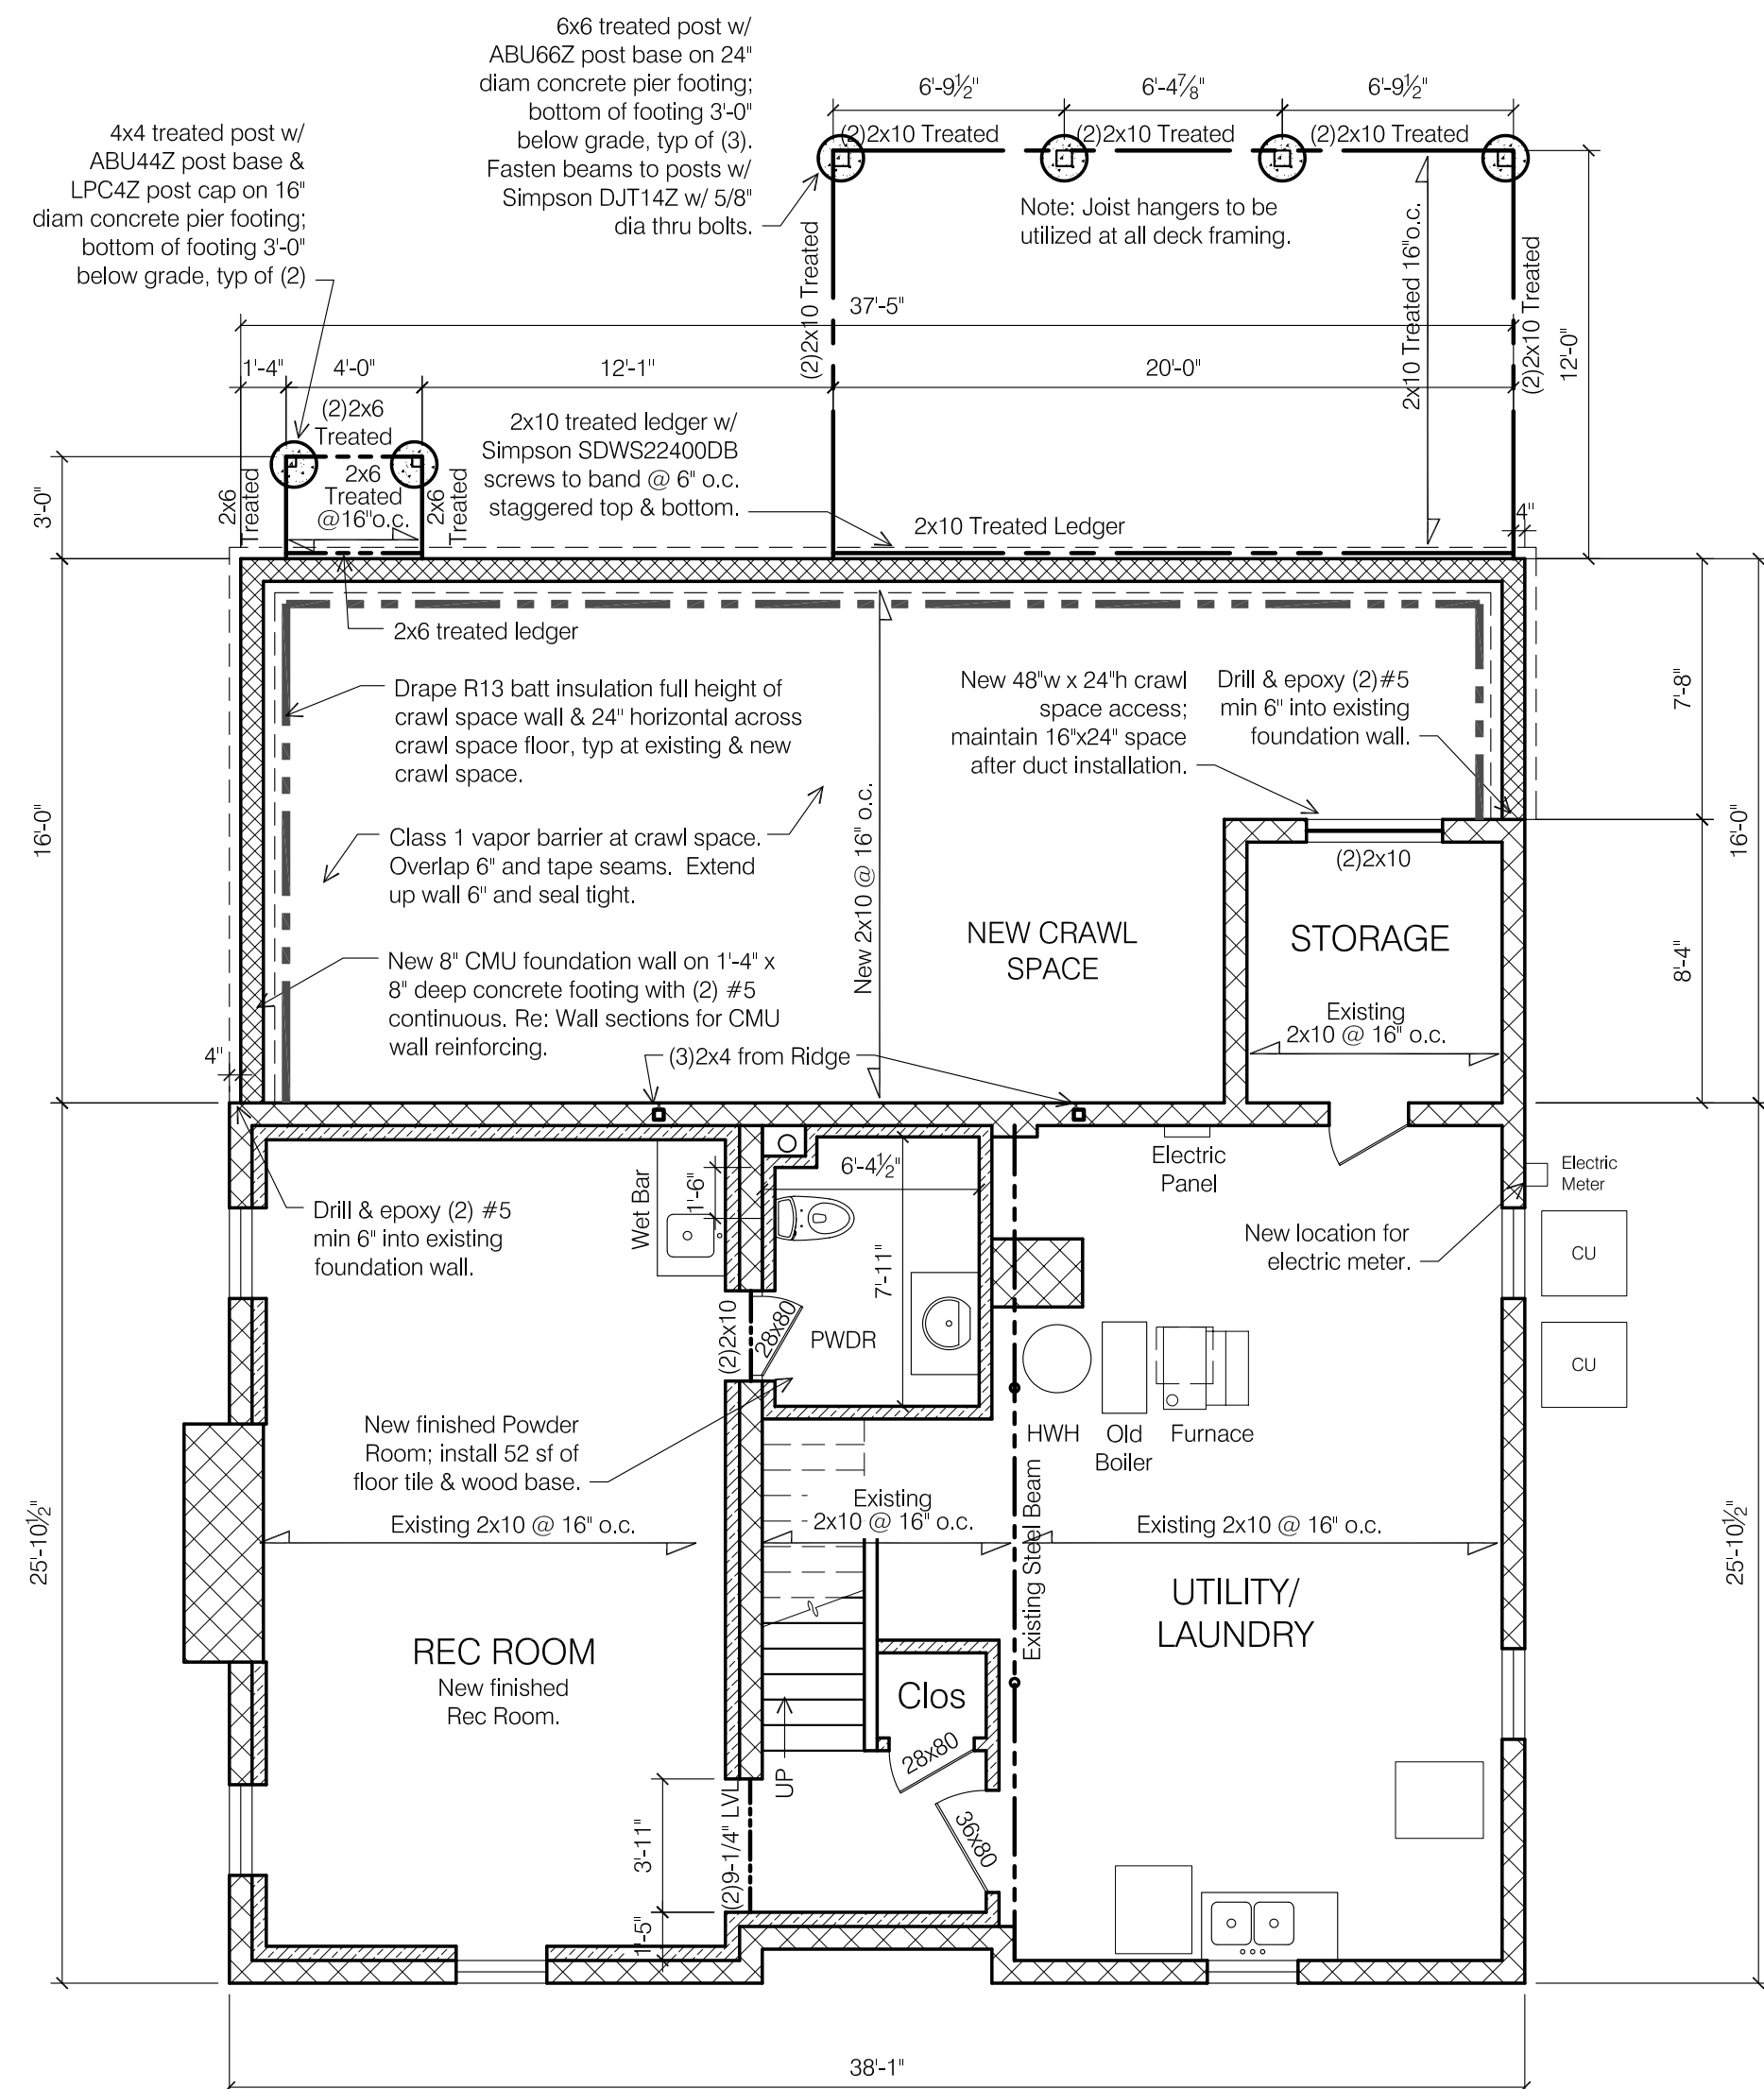 6x6 treated post w/
ABU66Z post base on 24"
diam concrete pier footing;
bottom of footing 3'-0"
below grade, typ of (3).
Fasten beams to posts w/
Simpson DJT14Z w/ 5/8"
dia thru bolts.
4x4 treated post w/
ABU44Z post base &
LPC4Z post cap on 16"
diam concrete pier footing;
bottom of footing 3'-0"
below grade, typ of (2)
6'-9½"
6'-4⅞"
6'-9½"
(2)2x10 Treated
(2)2x10 Treated
(2)2x10 Treated
Note: Joist hangers to be
utilized at all deck framing.
(2)2x10 Treated
2x10 Treated 16"o.c.
(2)2x10 Treated
12'-0"
37'-5"
1'-4"
4'-0"
12'-1"
20'-0"
(2)2x6
Treated
2x6
Treated
@16"o.c.
2x6
Treated
2x6
Treated
3'-0"
2x10 treated ledger w/
Simpson SDWS22400DB
screws to band @ 6" o.c.
staggered top & bottom.
2x10 Treated Ledger
4"
2x6 treated ledger
Drape R13 batt insulation full height of
crawl space wall & 24" horizontal across
crawl space floor, typ at existing & new
crawl space.
New 48"w x 24"h crawl
space access;
maintain 16"x24" space
after duct installation.
Drill & epoxy (2)#5
min 6" into existing
foundation wall.
7'-8"
16'-0"
16'-0"
Class 1 vapor barrier at crawl space.
Overlap 6" and tape seams. Extend
up wall 6" and seal tight.
New 2x10 @ 16" o.c.
(2)2x10
NEW CRAWL
SPACE
STORAGE
8'-4"
New 8" CMU foundation wall on 1'-4" x
8" deep concrete footing with (2) #5
continuous. Re: Wall sections for CMU
wall reinforcing.
Existing
2x10 @ 16" o.c.
4"
(3)2x4 from Ridge
Electric
Panel
Electric
Meter
6'-4½"
1'-6"
Wet Bar
Drill & epoxy (2) #5
min 6" into existing
foundation wall.
7'-11"
New location for
electric meter.
CU
(2)2x10
28x80
PWDR
CU
New finished Powder
Room; install 52 sf of
floor tile & wood base.
HWH
Old
Boiler
Furnace
Existing 2x10 @ 16" o.c.
Existing
2x10 @ 16" o.c.
Existing 2x10 @ 16" o.c.
Existing Steel Beam
25'-10½"
25'-10½"
UTILITY/
LAUNDRY
REC ROOM
New finished
Rec Room.
Clos
28x80
UP
(2)9-1/4" LVL
3'-11"
36x80
1'-5"
38'-1"